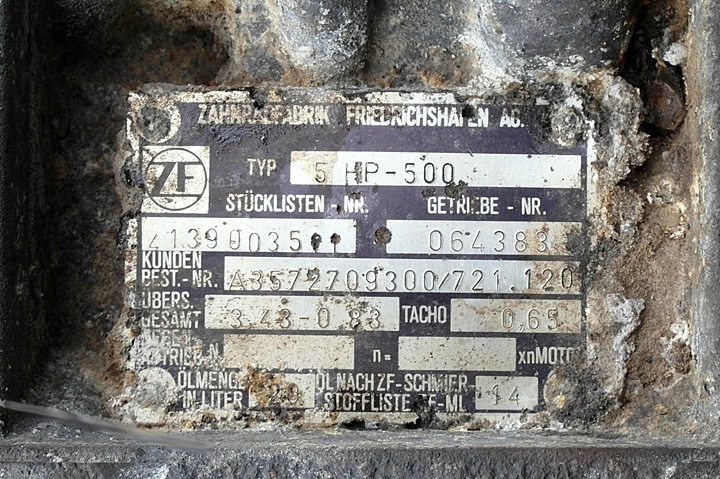 ZAHNRADFABRIK FRIEDRICHSHAFEN AG.
ZF TYP 5 HP-500
STÜCKLISTEN - NR. GETRIEBE - NR.
064383
KUNDEN
BEST.- NR. A3572709300/721.120
ÜBERS.
GESAMT 3.43-0.83 TACHO 0,65
n = xnMOTOR
ÖLMENGE ÖL NACH ZF-SCHMIER- 14
IN LITER STOFFLISTE ZF-ML